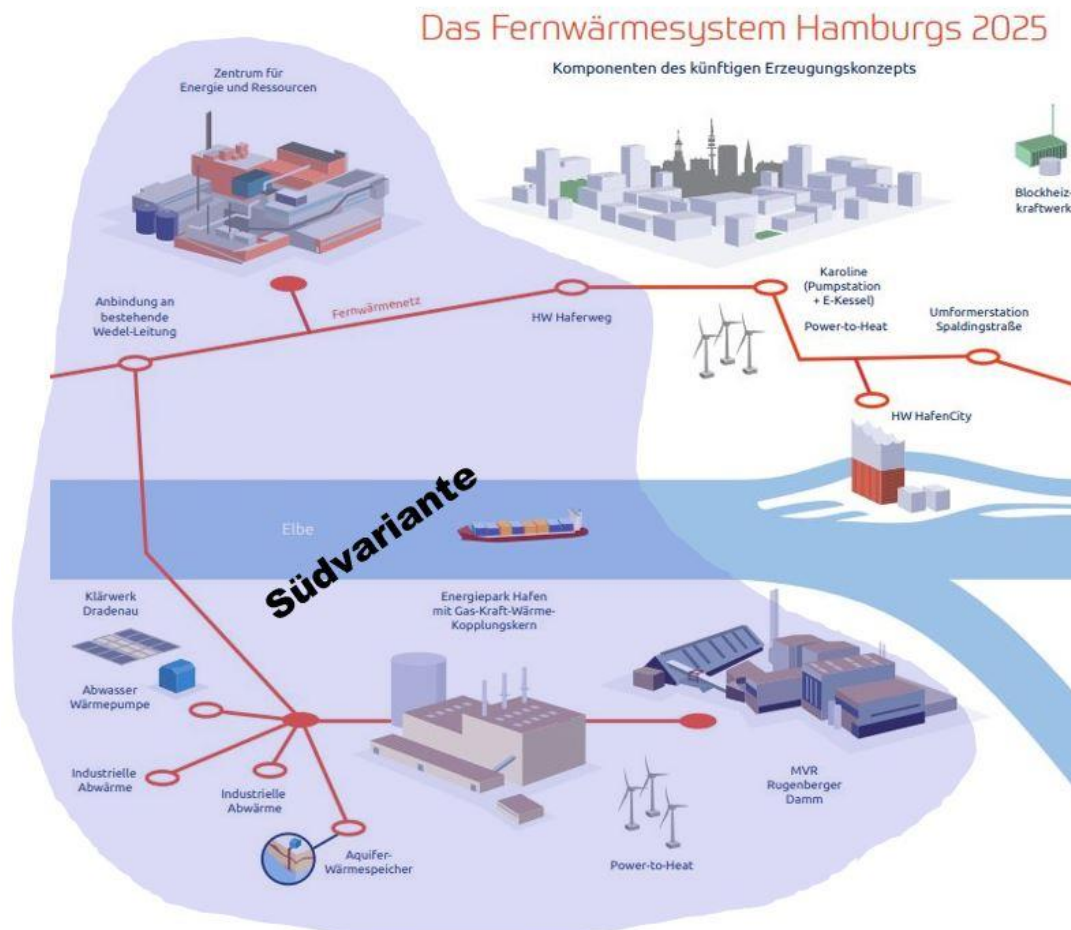 Das Fernwärmesystem Hamburgs 2025
Komponenten des künftigen Erzeugungskonzepts
Zentrum für
Energie und Ressourcen
Blockheiz-
kraftwerk
Anbindung an
bestehende
Wedel-Leitung
Fernwärmenetz
HW Haferweg
Karoline
(Pumpstation
+ E-Kessel)
Power-to-Heat
Umformerstation
Spaldingstraße
HW HafenCity
Elbe
Südvariante
Klärwerk
Dradenau
Energiepark Hafen
mit Gas-Kraft-Wärme-
Kopplungskern
Abwasser
Wärmepumpe
Industrielle
Abwärme
Industrielle
Abwärme
MVR
Rugenberger
Damm
Aquifer-
Wärmespeicher
Power-to-Heat